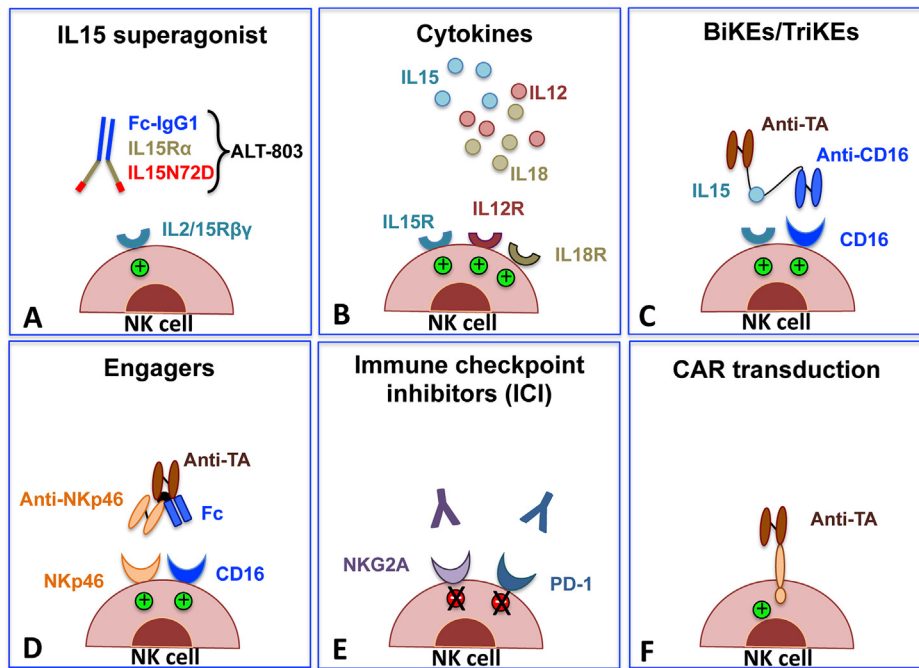 IL15 superagonist
Fc-IgG1
IL15Rα
IL15N72D
ALT-803
IL2/15Rβγ
+
A
NK cell
Cytokines
IL15
IL12
IL18
IL15R
IL12R
IL18R
+
+
+
B
NK cell
BiKEs/TriKEs
Anti-TA
Anti-CD16
IL15
CD16
+
+
C
NK cell
Engagers
Anti-TA
Anti-NKp46
Fc
NKp46
CD16
+
+
D
NK cell
Immune checkpoint
inhibitors (ICI)
NKG2A
PD-1
E
NK cell
CAR transduction
Anti-TA
+
F
NK cell